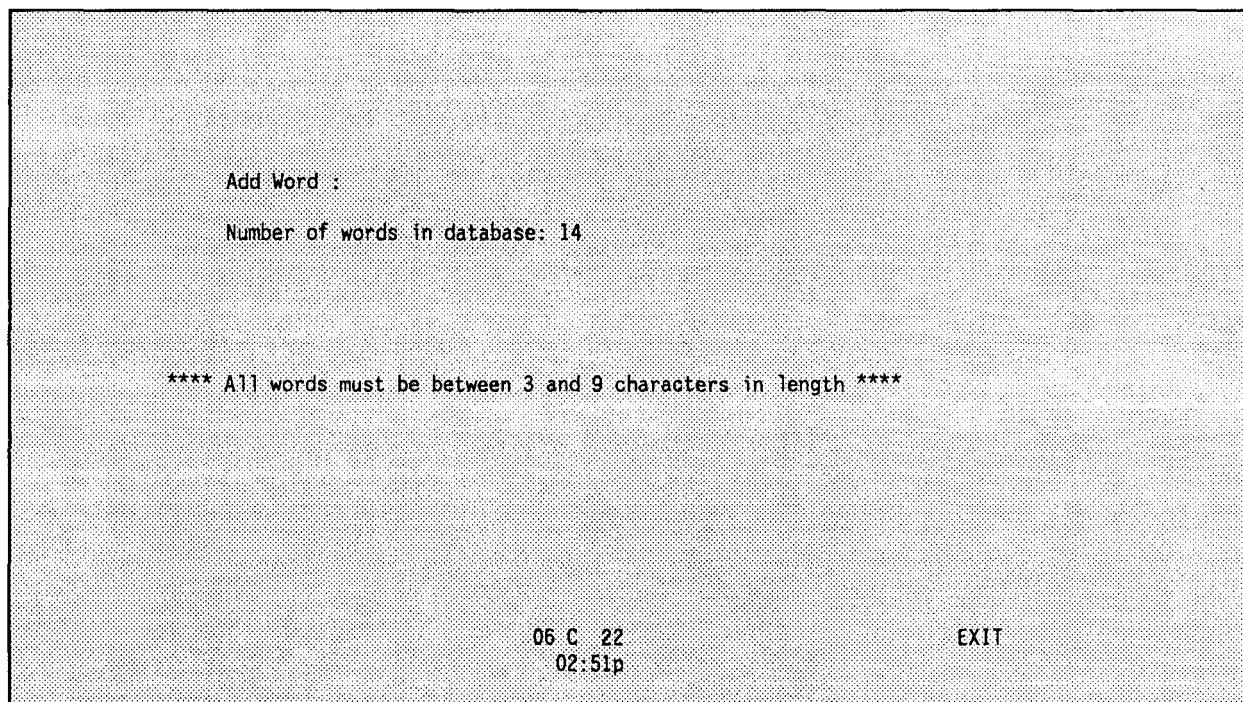 Add Word :
Number of words in database: 14
**** All words must be between 3 and 9 characters in length ****
06 C 22 EXIT
02:51p